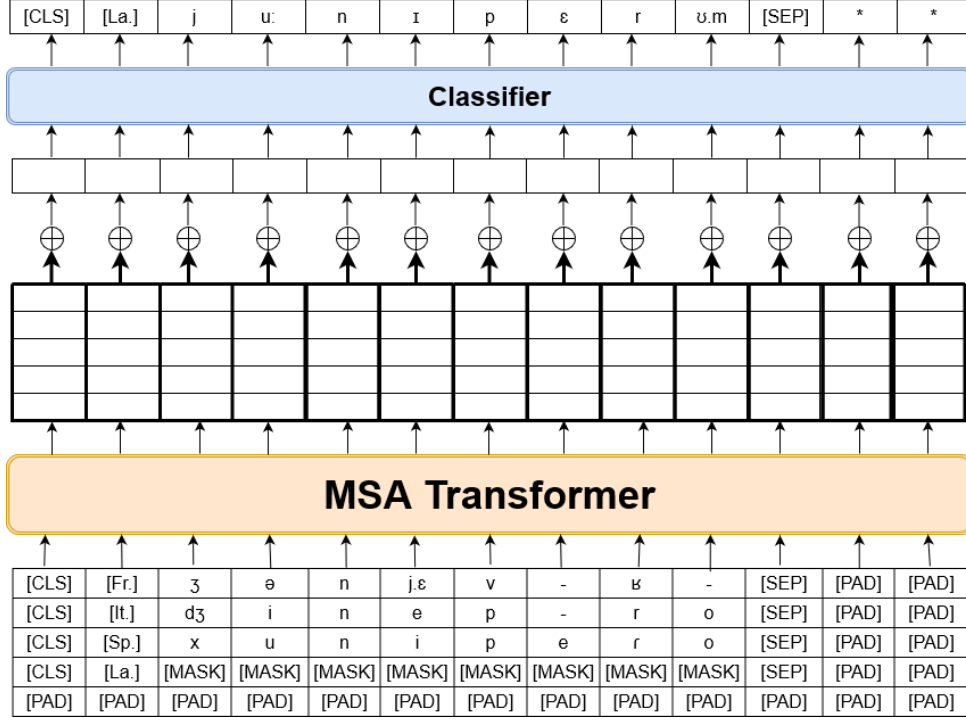 [CLS] [La.] j uː n ɪ p ɛ r ʊ.m [SEP] * *
Classifier
MSA Transformer
[CLS] [Fr.] ʒ ə n j.ɛ v - ʁ - [SEP] [PAD] [PAD]
[CLS] [It.] dʒ i n e p - r o [SEP] [PAD] [PAD]
[CLS] [Sp.] x u n i p e ɾ o [SEP] [PAD] [PAD]
[CLS] [La.] [MASK] [MASK] [MASK] [MASK] [MASK] [MASK] [MASK] [MASK] [SEP] [PAD] [PAD]
[PAD] [PAD] [PAD] [PAD] [PAD] [PAD] [PAD] [PAD] [PAD] [PAD] [PAD] [PAD] [PAD]